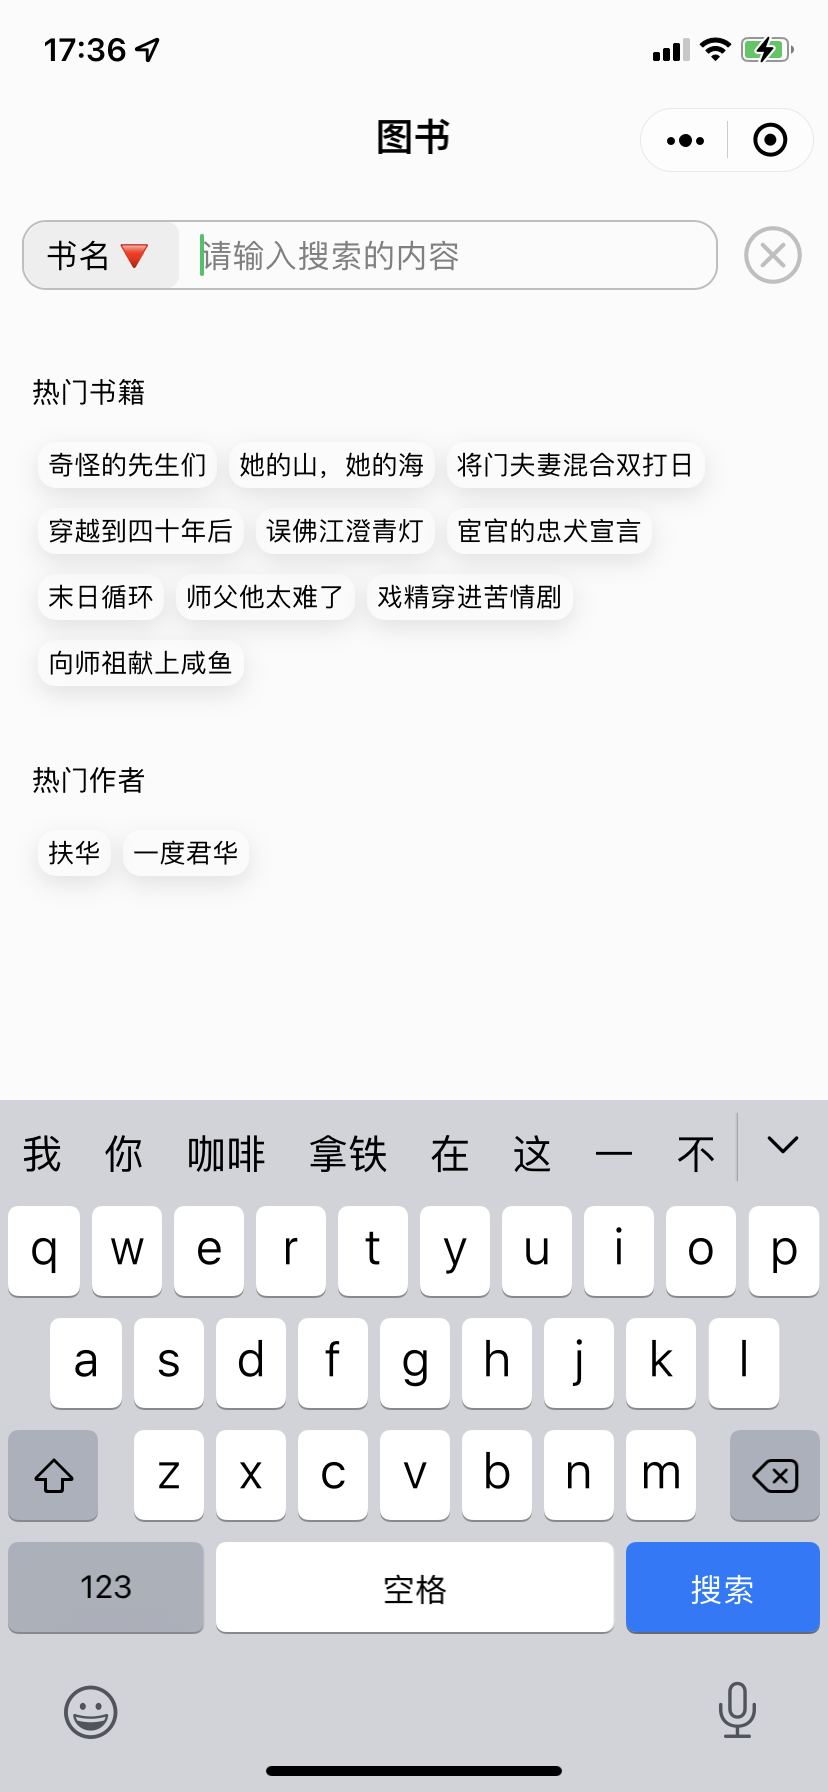 17:36
图书
书名 请输入搜索的内容
热门书籍
奇怪的先生们 她的山，她的海 将门夫妻混合双打日
穿越到四十年后 误佛江澄青灯 宦官的忠犬宣言
末日循环 师父他太难了 戏精穿进苦情剧
向师祖献上咸鱼
热门作者
扶华 一度君华
我 你 咖啡 拿铁 在 这 一 不
q w e r t y u i o p
a s d f g h j k l
z x c v b n m
123 空格 搜索